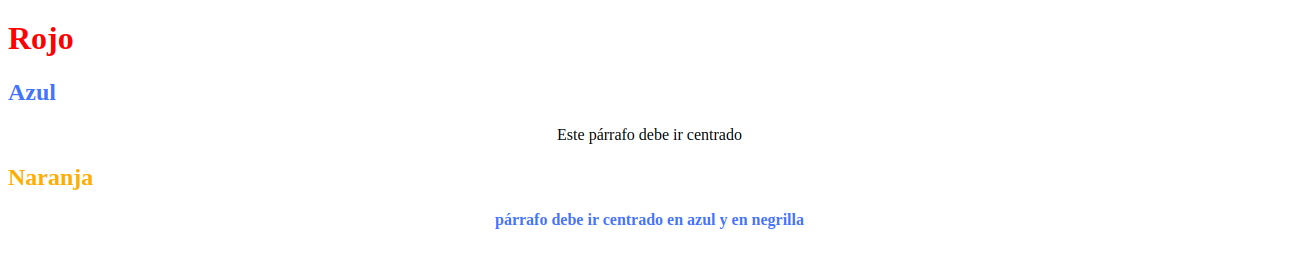 Rojo
Azul
Este párrafo debe ir centrado
Naranja
párrafo debe ir centrado en azul y en negrilla